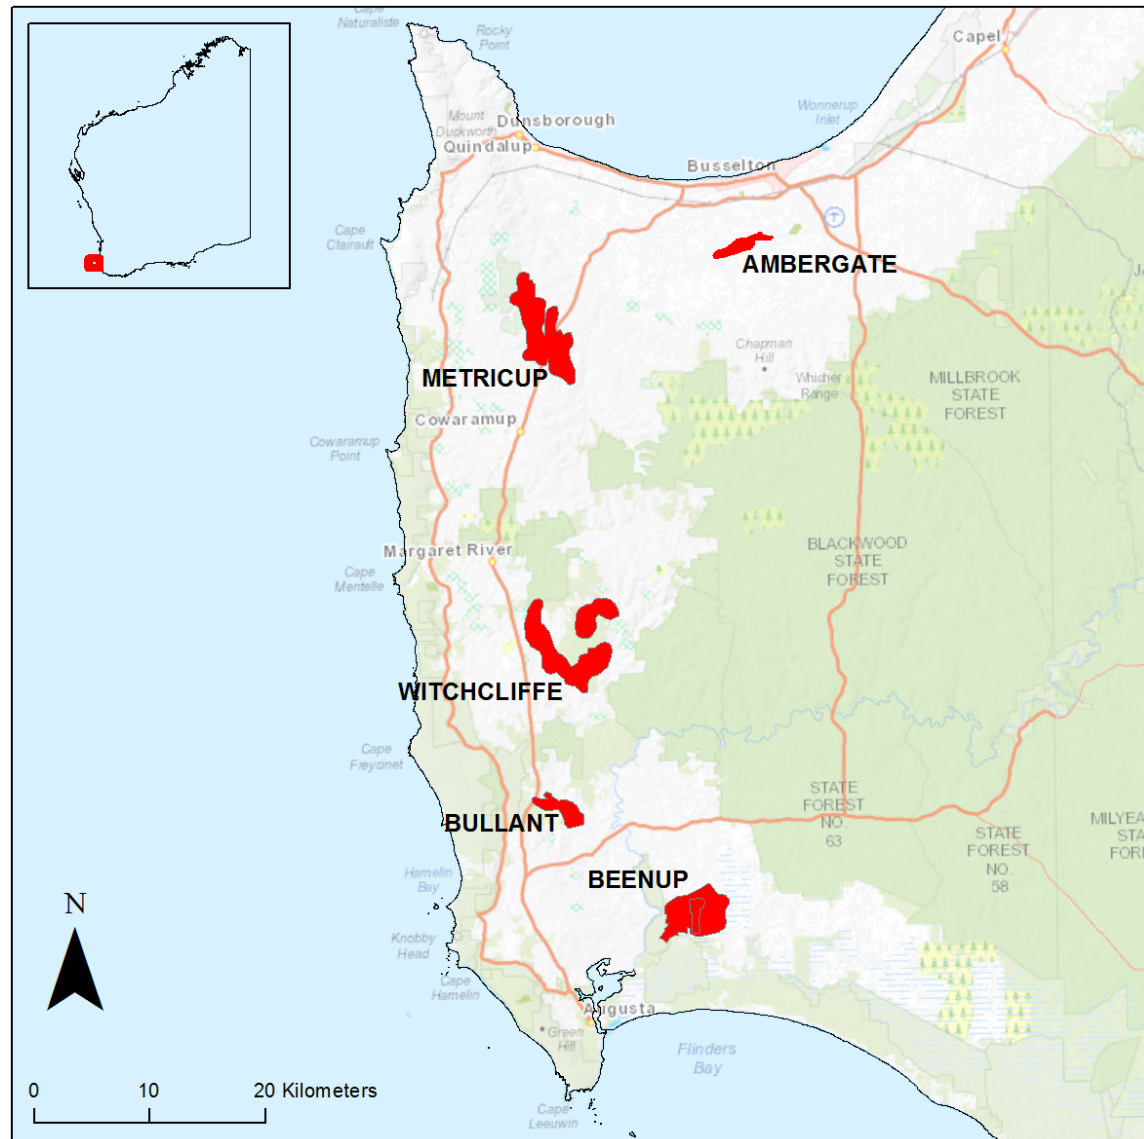 Cape
Naturaliste
Rocky
Point
Capel
Mount
Duckworth
Dunsborough
Quindalup
Wonnerup
Inlet
Busselton
Cape
Clairault
AMBERGATE
METRICUP
Chapman
Hill
Whicher
Range
MILLBROOK
STATE
FOREST
Cowaramup
Cowaramup
Point
Margaret River
BLACKWOOD
STATE
FOREST
Cape
Mentelle
WITCHCLIFFE
Cape
Freycinet
BULLANT
STATE
FOREST
NO.
63
STATE
FOREST
NO.
58
MILYEA
STA
FOR
BEENUP
Hamelin
Bay
N
Knobby
Head
Cape
Hamelin
Augusta
Green
Hill
Flinders
Bay
0 10 20 Kilometers
Cape
Leeuwin